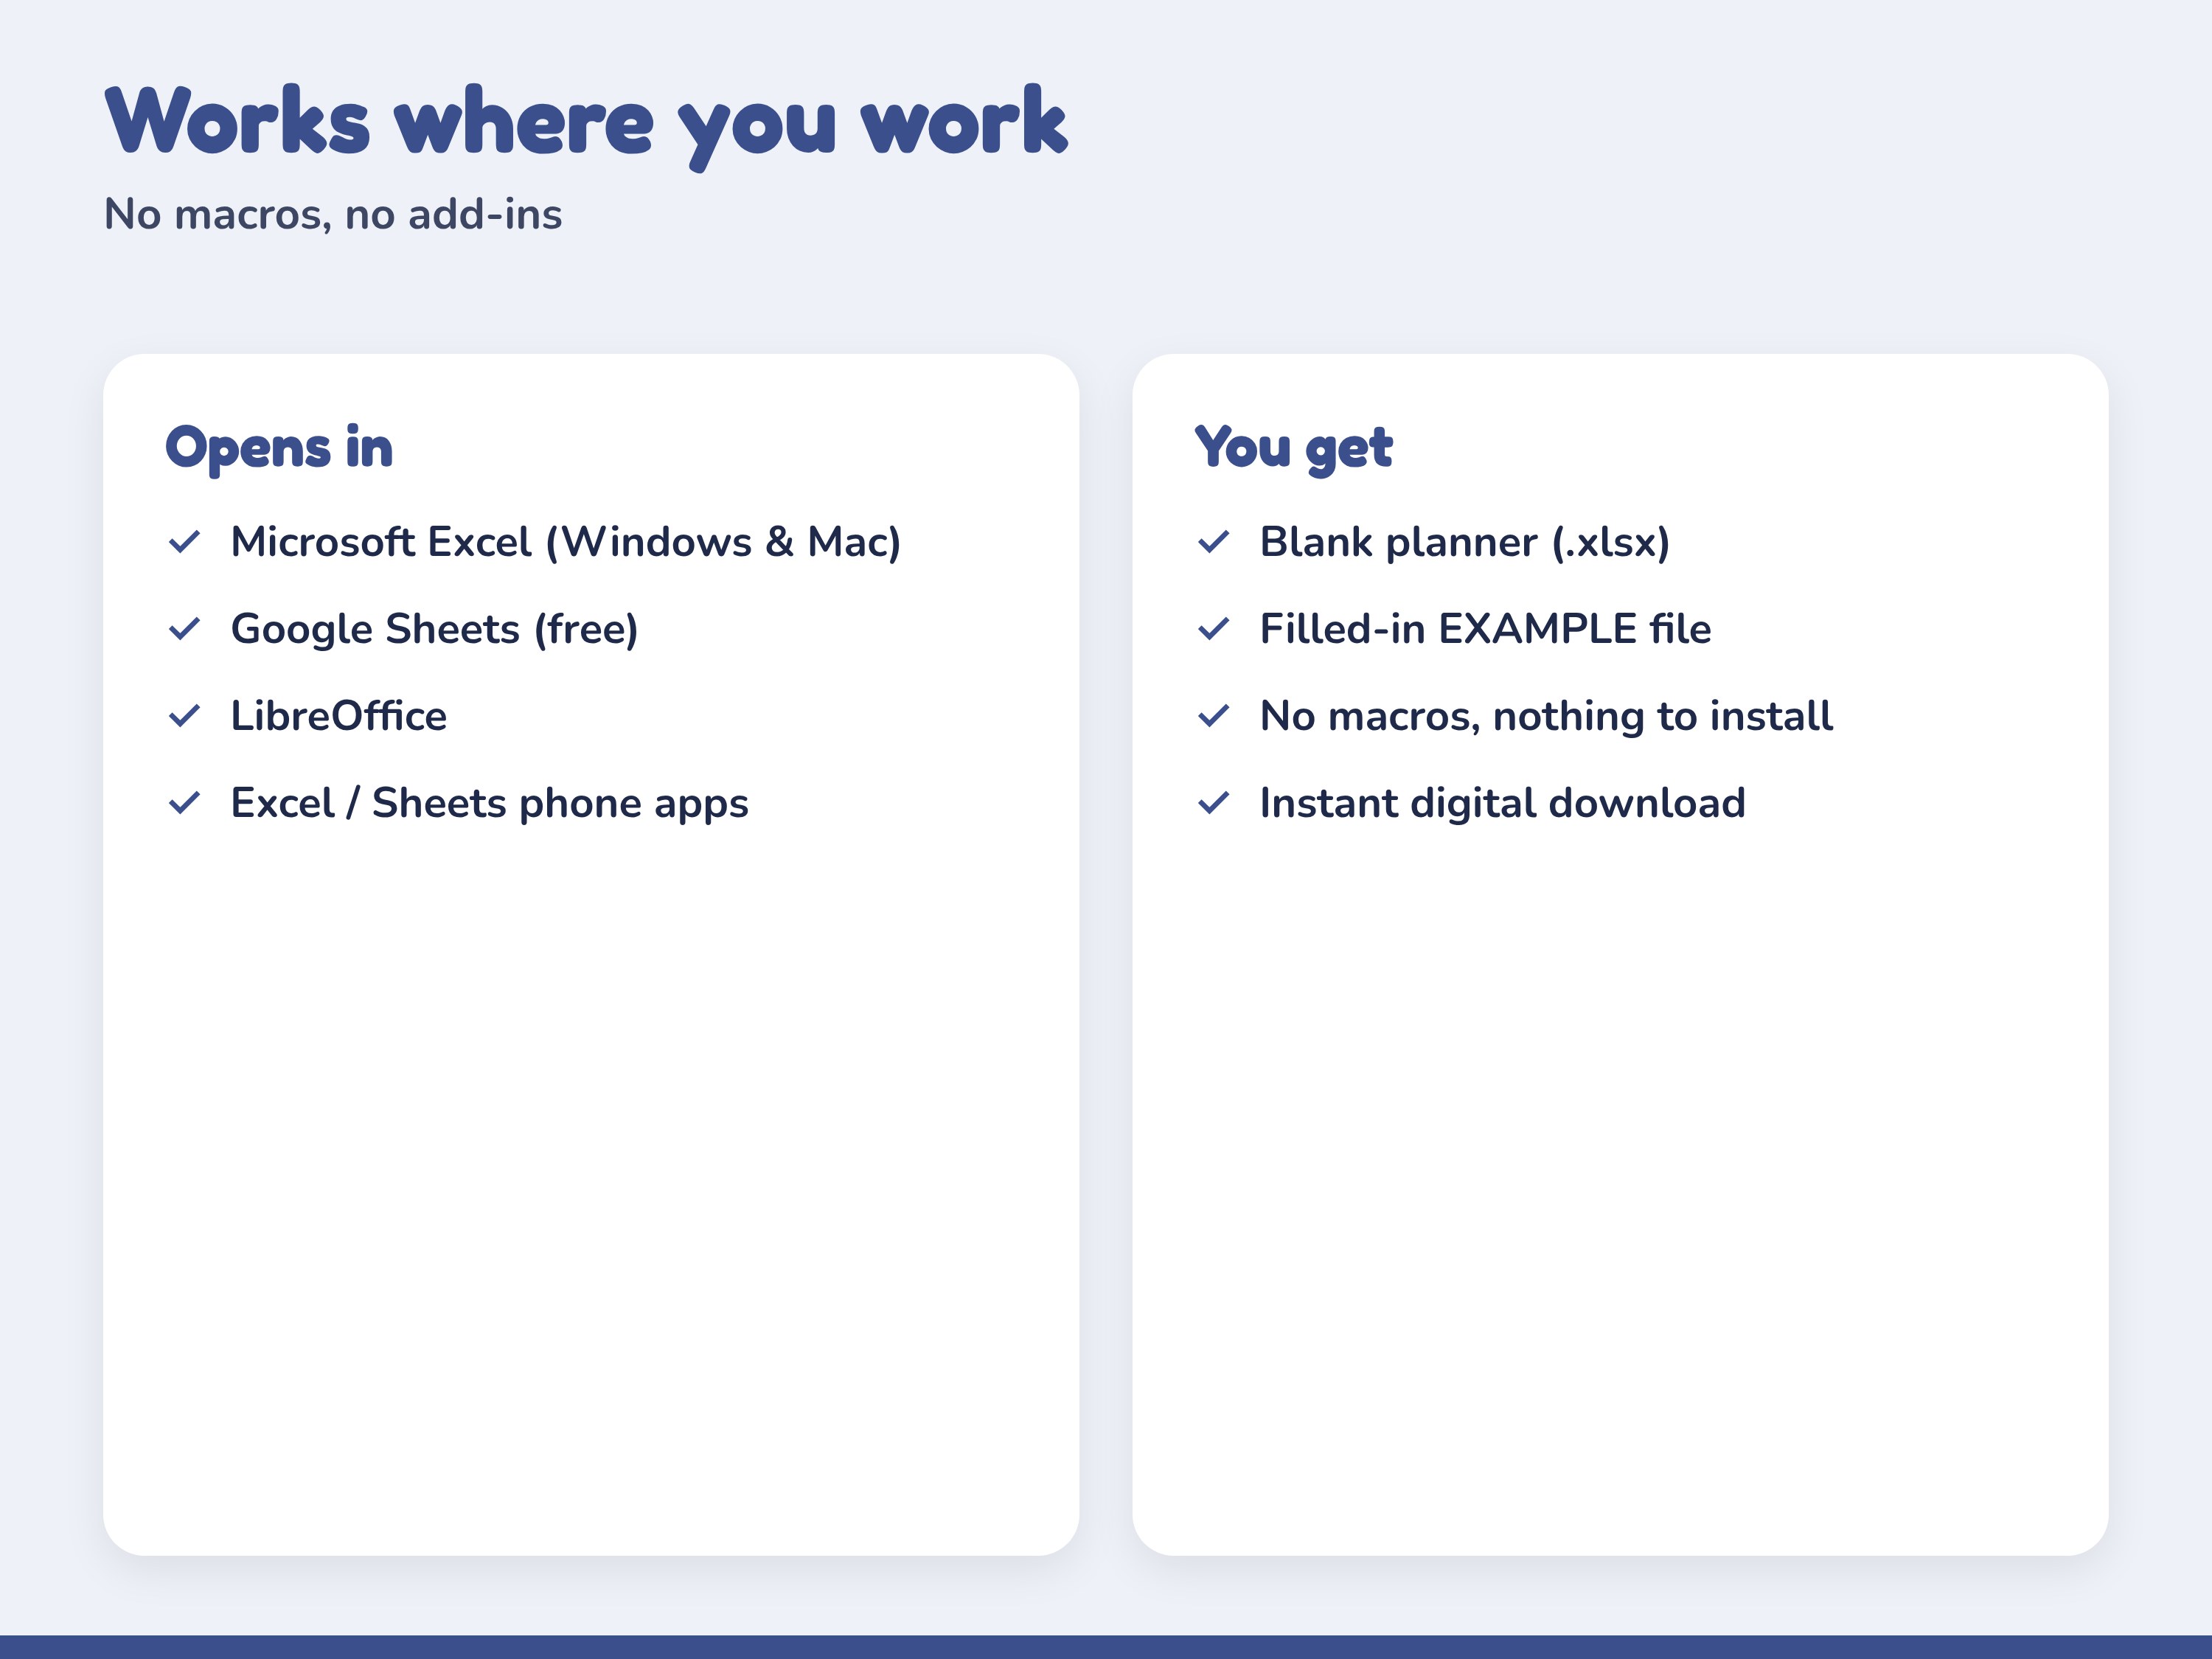 Works where you work
No macros, no add-ins
Opens in
Microsoft Excel (Windows & Mac)
Google Sheets (free)
LibreOffice
Excel / Sheets phone apps
You get
Blank planner (.xlsx)
Filled-in EXAMPLE file
No macros, nothing to install
Instant digital download